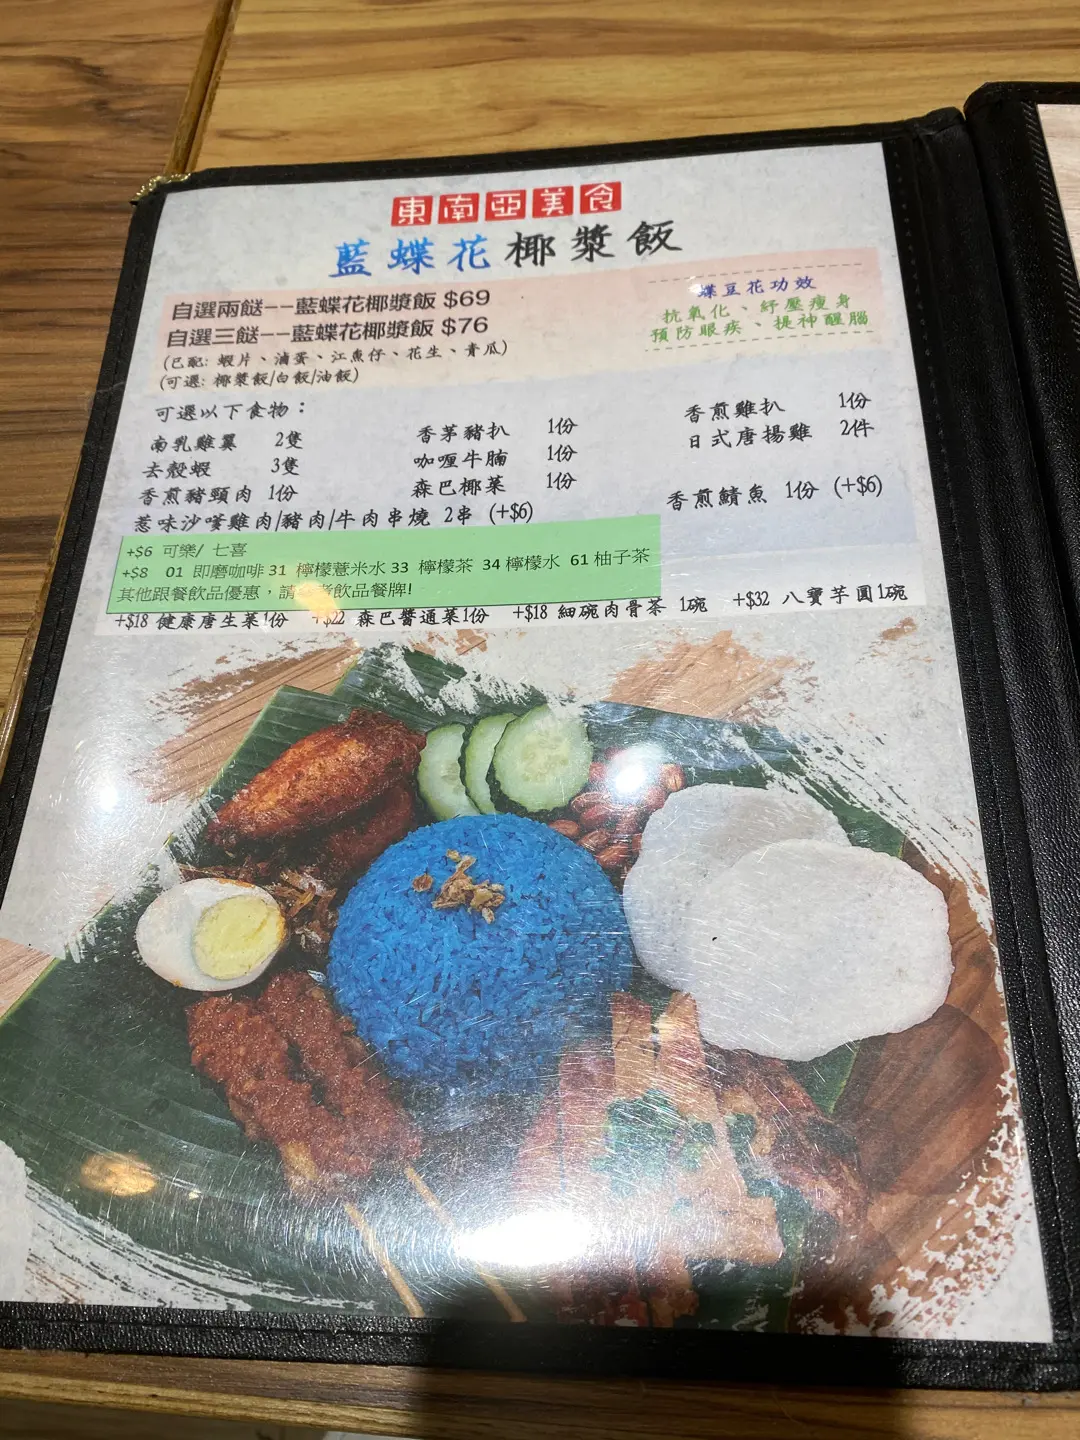 東南亞美食
藍蝶花椰漿飯
自選兩餸——藍蝶花椰漿飯 $69
自選三餸——藍蝶花椰漿飯 $76
(已配: 蝦片、滷蛋、江魚仔、花生、青瓜)
(可選: 椰漿飯/白飯/油飯)
蝶豆花功效
抗氧化、紓壓瘦身
預防眼疾、提神醒腦
可選以下食物：
南乳雞翼 2隻
去殼蝦 3隻
香煎豬頸肉 1份
惹味沙嗲雞肉/豬肉/牛肉串燒 2串 (+$6)
香茅豬扒 1份
咖喱牛腩 1份
森巴椰菜 1份
香煎雞扒 1份
日式唐揚雞 2件
香煎鯖魚 1份 (+$6)
+$6 可樂/ 七喜
+$8 01 即磨咖啡 31 檸檬薏米水 33 檸檬茶 34 檸檬水 61 柚子茶
其他跟餐飲品優惠，請 飲品餐牌!
+$18 健康唐生菜1份 +$22 森巴醬通菜1份 +$18 細碗肉骨茶 1碗 +$32 八寶芋圓1碗